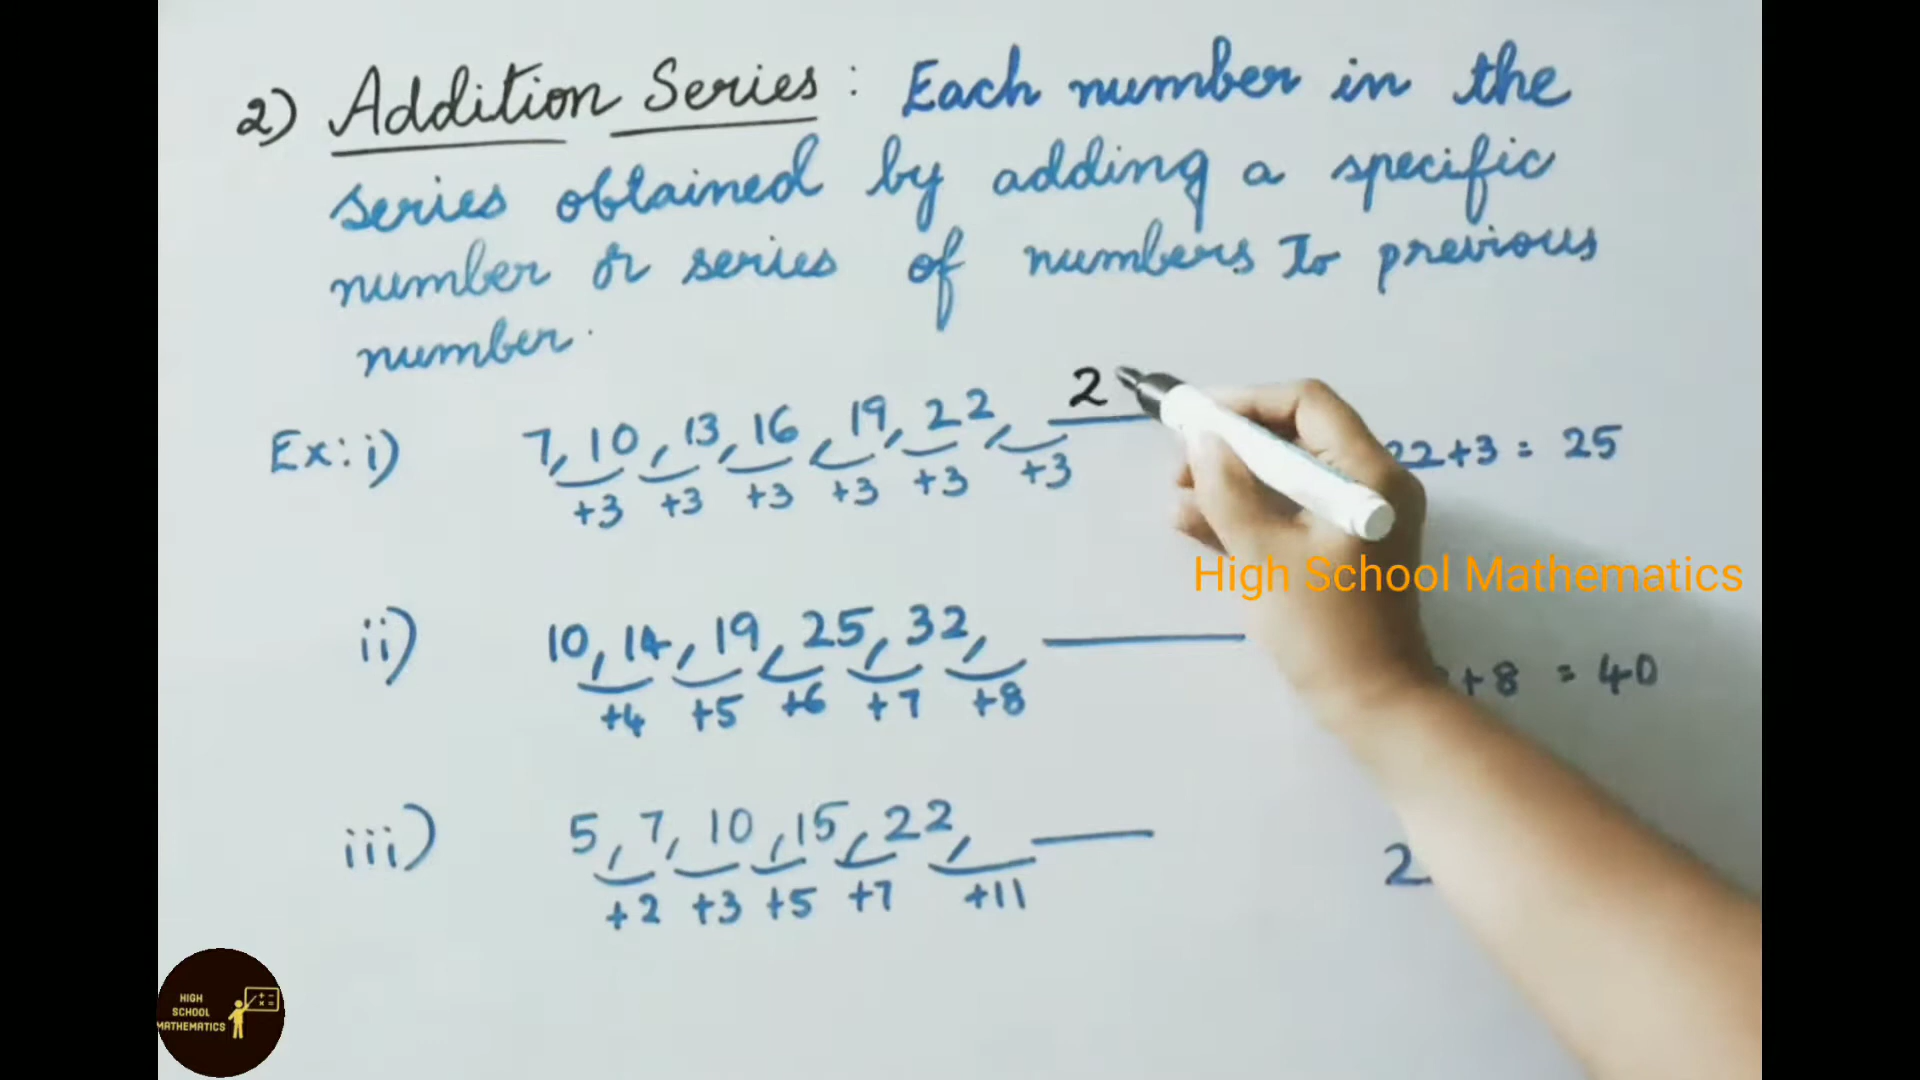 2) Addition Series : Each number in the
series obtained by adding a specific
number or series of numbers to previous
number.
2
Ex: i) 7, 10, 13, 16, 19, 22, ____ 22+3 = 25
+3 +3 +3 +3 +3 +3
High School Mathematics
ii) 10, 14, 19, 25, 32, ____ +8 = 40
+4 +5 +6 +7 +8
iii) 5, 7, 10, 15, 22, ____ 2
+2 +3 +5 +7 +11
HIGH
SCHOOL
MATHEMATICS